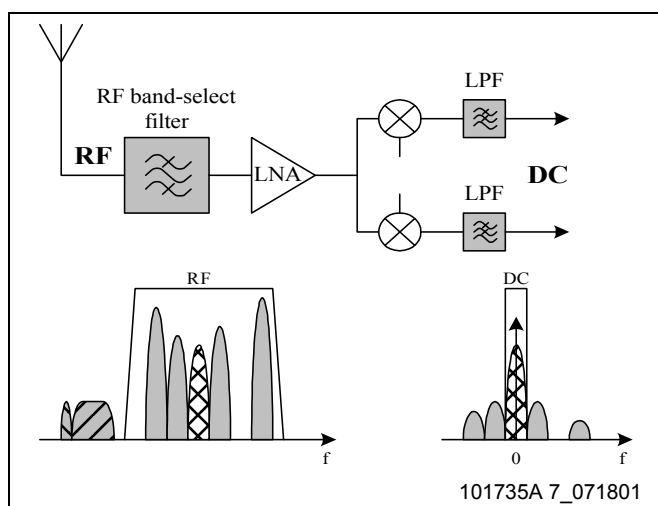 LPF
RF band-select
filter
RF
LNA
DC
LPF
RF
DC
f
0
f
101735A 7_071801